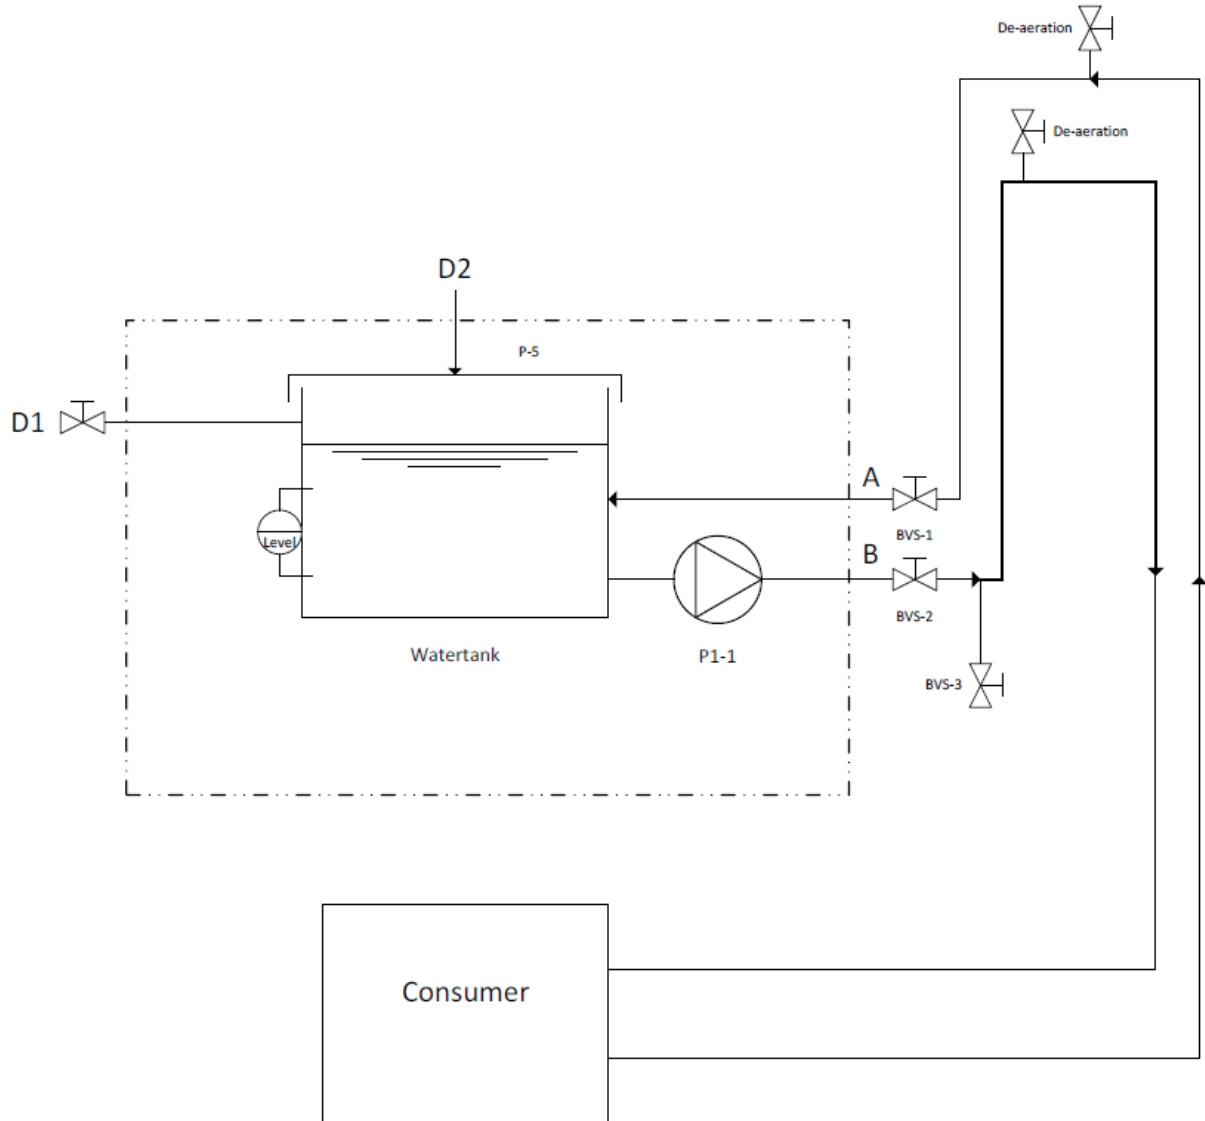 De-aeration
De-aeration
D2
P-5
D1
A
BVS-1
Level
B
BVS-2
Watertank
P1-1
BVS-3
Consumer